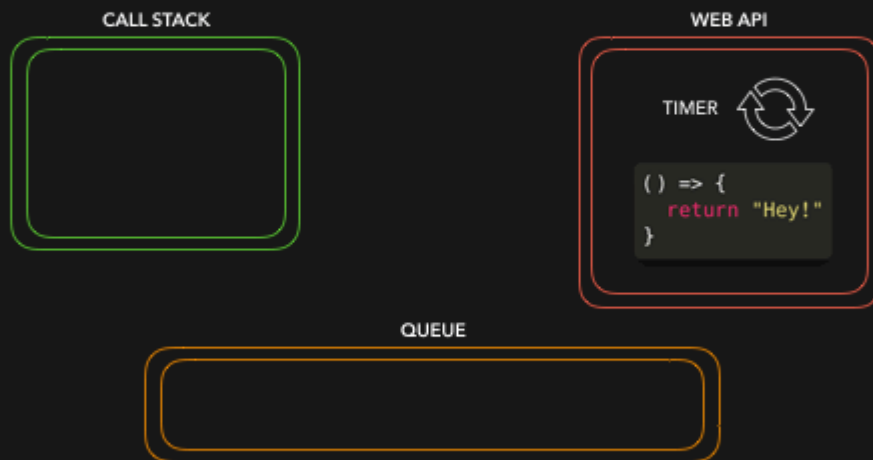 CALL STACK
WEB API
TIMER
() => {
  return "Hey!"
}
QUEUE